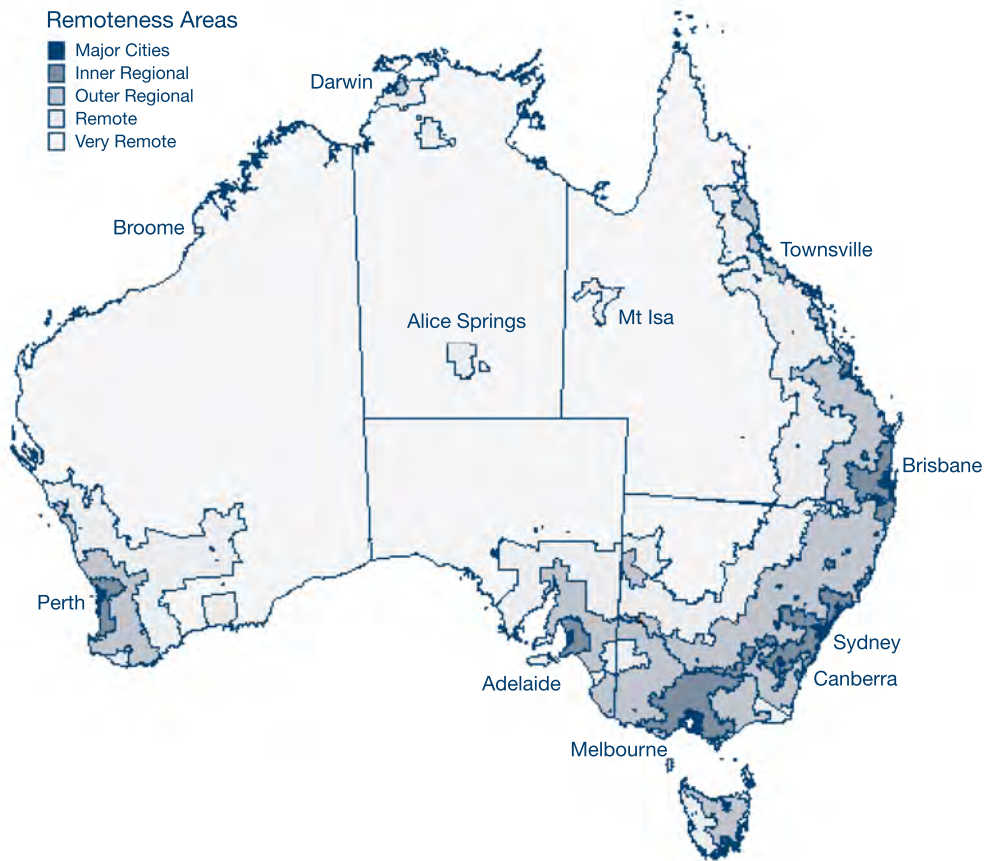 Remoteness Areas
Major Cities
Inner Regional
Outer Regional
Remote
Very Remote
Darwin
Broome
Townsville
Alice Springs
Mt Isa
Brisbane
Perth
Sydney
Adelaide
Canberra
Melbourne